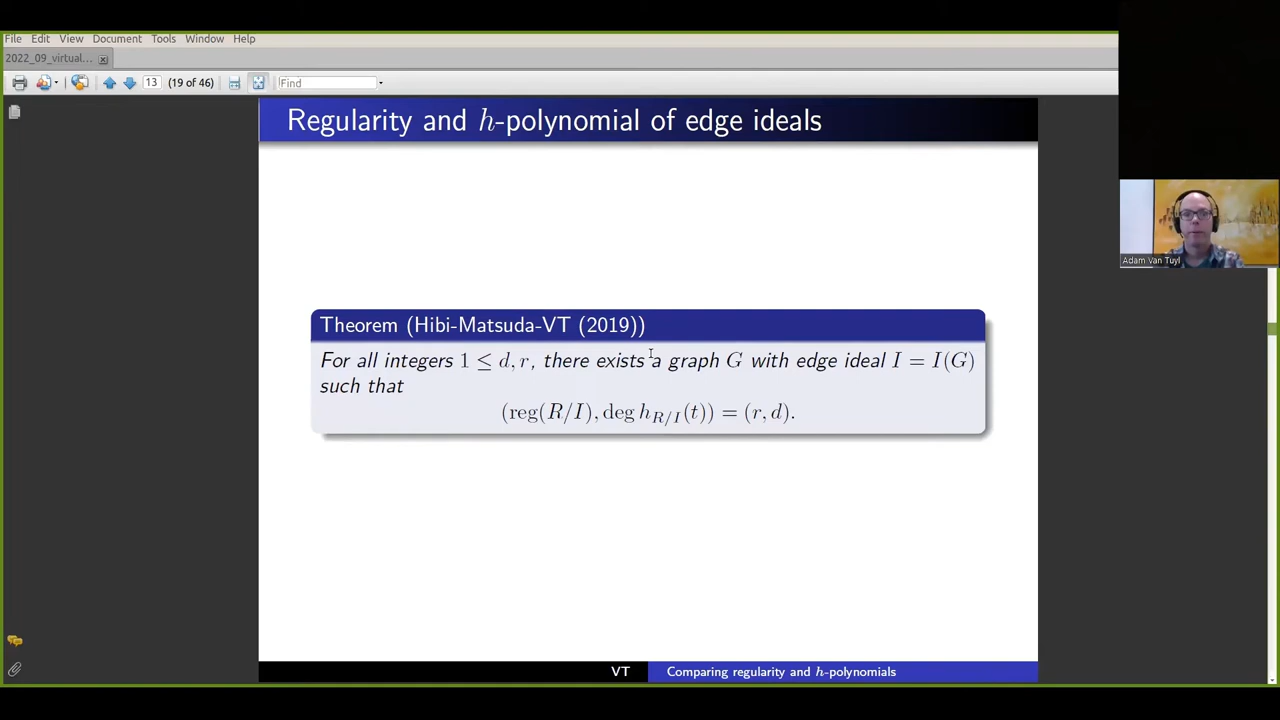 File Edit View Document Tools Window Help
2022_09_virtual...
13 (19 of 46) Find
Regularity and h-polynomial of edge ideals
Theorem (Hibi-Matsuda-VT (2019))
For all integers 1 ≤ d, r, there exists a graph G with edge ideal I = I(G)
such that
(reg(R/I), deg h_{R/I}(t)) = (r, d).
Adam Van Tuyl
VT Comparing regularity and h-polynomials